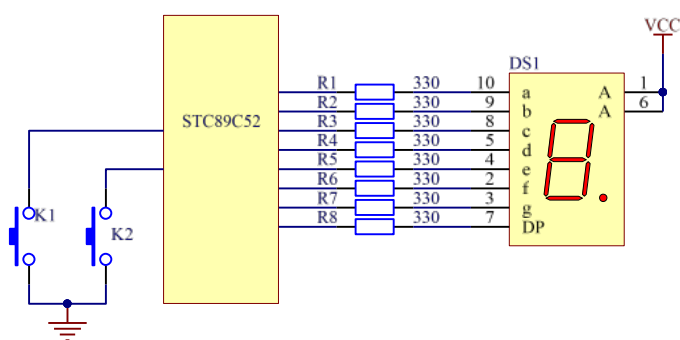 VCC
DS1
STC89C52
R1 330 10 a A 1
R2 330 9 b A 6
R3 330 8 c
R4 330 5 d
R5 330 4 e
R6 330 2 f
R7 330 3 g
R8 330 7 DP
K1
K2